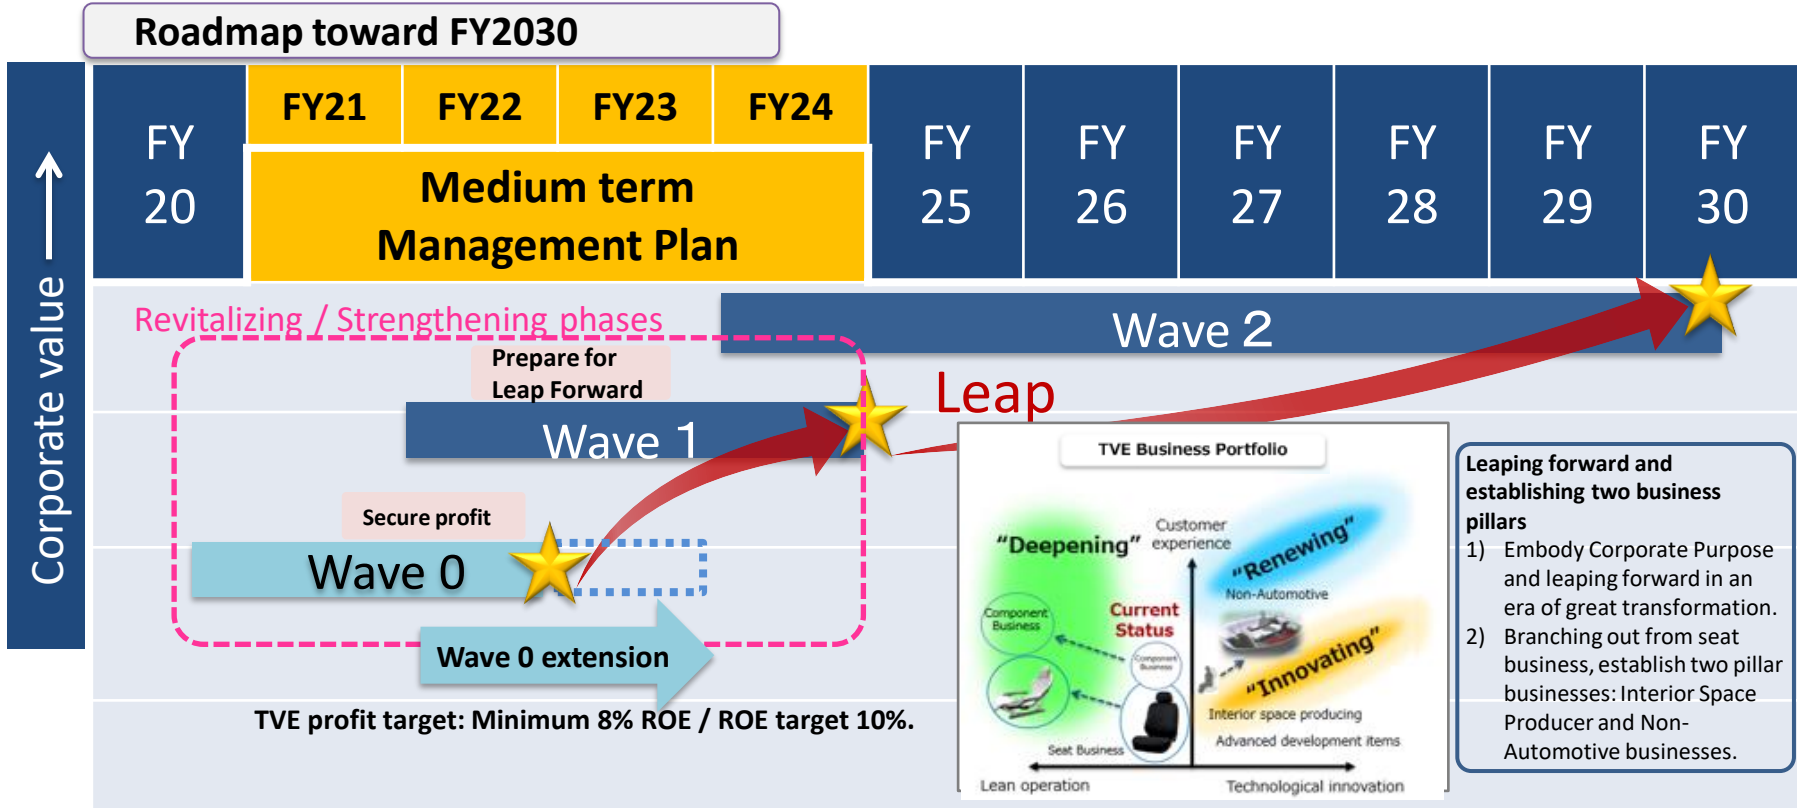 Roadmap toward FY2030
Corporate value
FY
20
FY21
FY22
FY23
FY24
Medium term
Management Plan
FY
25
FY
26
FY
27
FY
28
FY
29
FY
30
Revitalizing / Strengthening phases
Wave 2
Prepare for
Leap Forward
Wave 1
Leap
Secure profit
Wave 0
Wave 0 extension
TVE profit target: Minimum 8% ROE / ROE target 10%.
TVE Business Portfolio
Customer
experience
"Deepening"
"Renewing"
Non-Automotive
Component
Business
Current
Status
Component
Business
"Innovating"
Interior space producing
Advanced development items
Seat Business
Lean operation
Technological innovation
Leaping forward and
establishing two business
pillars
1) Embody Corporate Purpose
and leaping forward in an
era of great transformation.
2) Branching out from seat
business, establish two pillar
businesses: Interior Space
Producer and Non-
Automotive businesses.